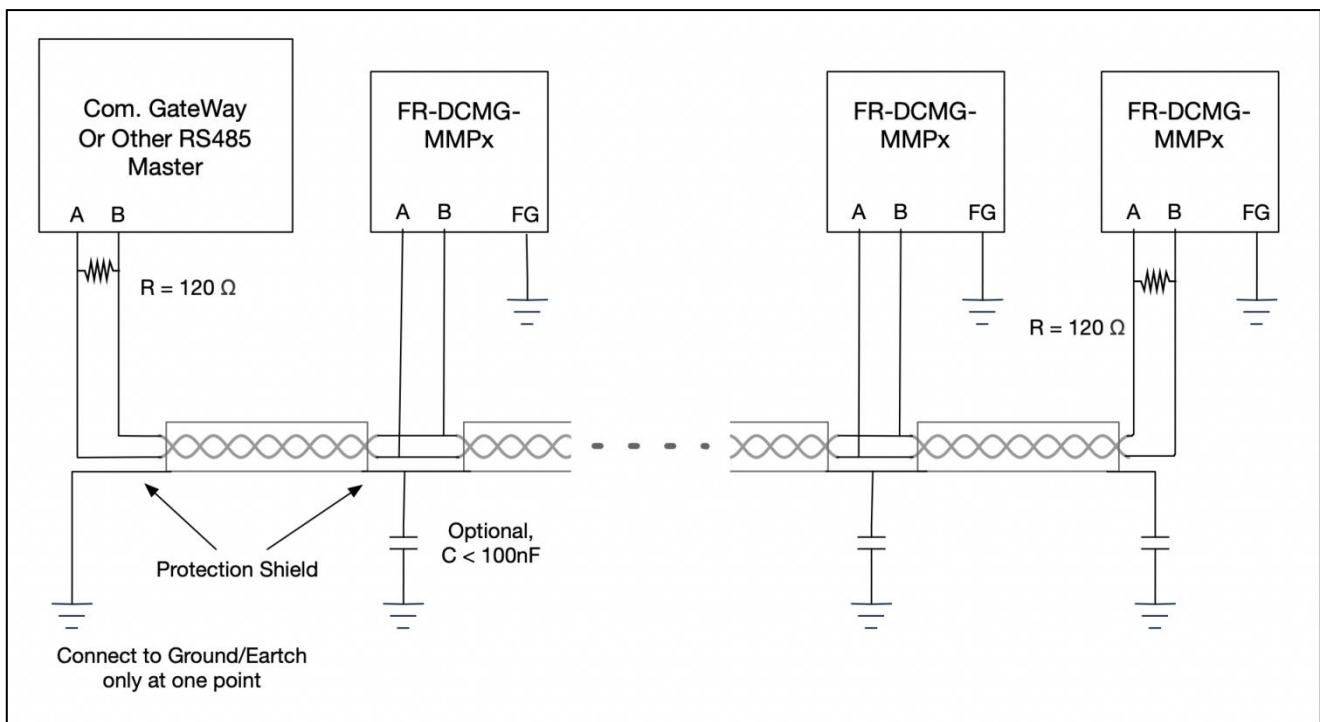 Com. GateWay
Or Other RS485
Master
A B
R = 120 Ω
FR-DCMG-
MMPx
A B FG
FR-DCMG-
MMPx
A B FG
FR-DCMG-
MMPx
A B FG
R = 120 Ω
Protection Shield
Optional,
C < 100nF
Connect to Ground/Eartch
only at one point